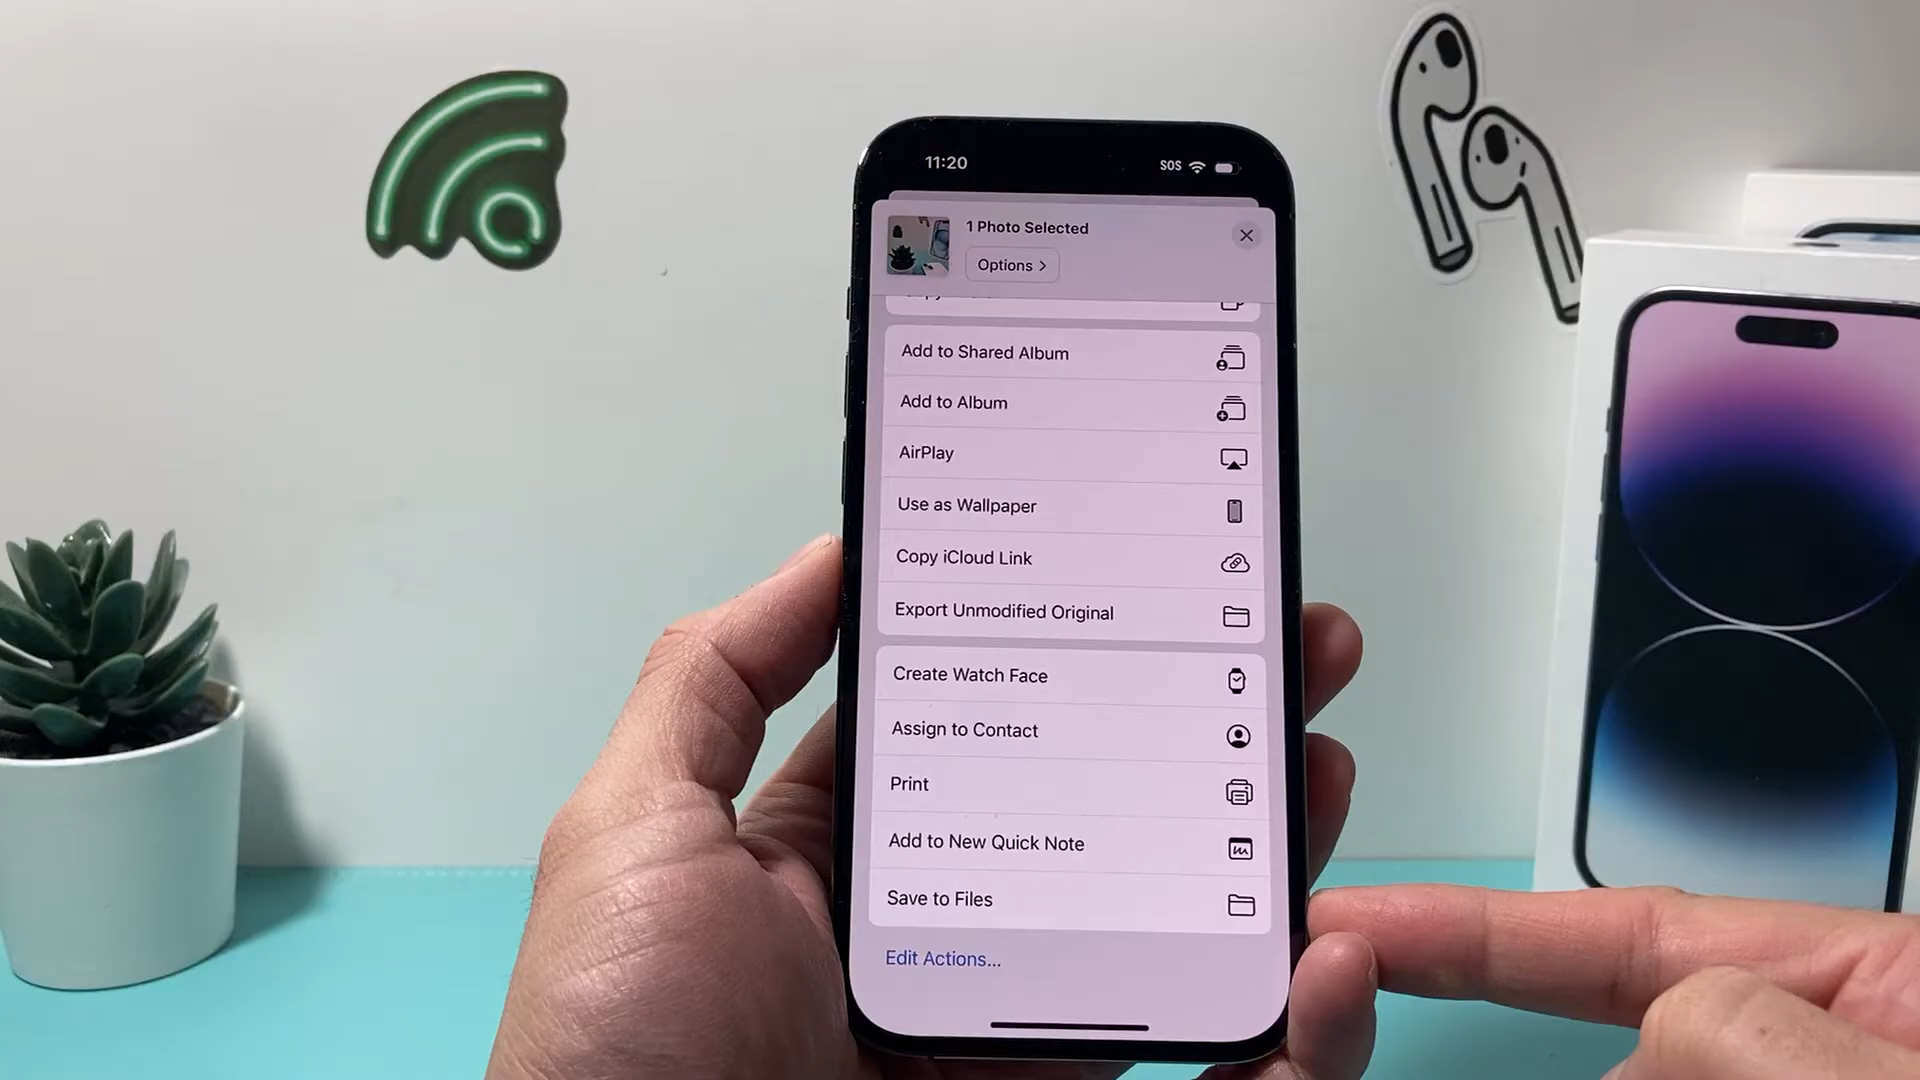 11:20
SOS
1 Photo Selected
Options >
Add to Shared Album
Add to Album
AirPlay
Use as Wallpaper
Copy iCloud Link
Export Unmodified Original
Create Watch Face
Assign to Contact
Print
Add to New Quick Note
Save to Files
Edit Actions...